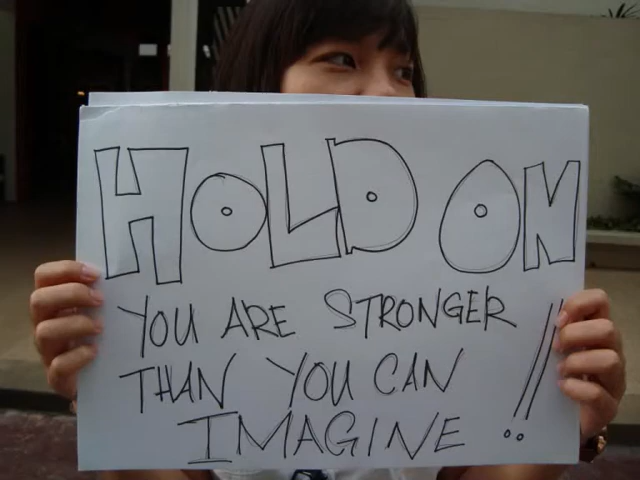 HOLD ON
YOU ARE STRONGER
THAN YOU CAN
IMAGINE !!